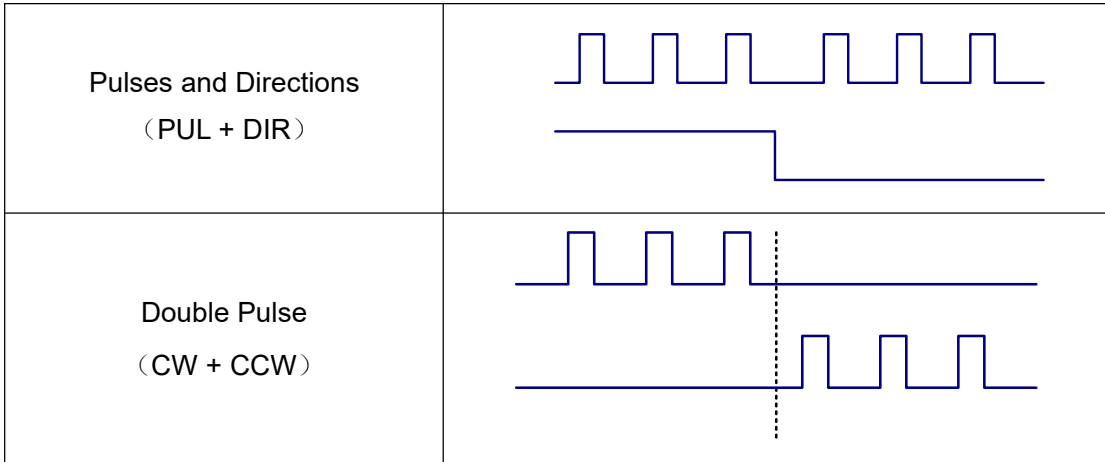 Pulses and Directions
（PUL + DIR）
Double Pulse
（CW + CCW）